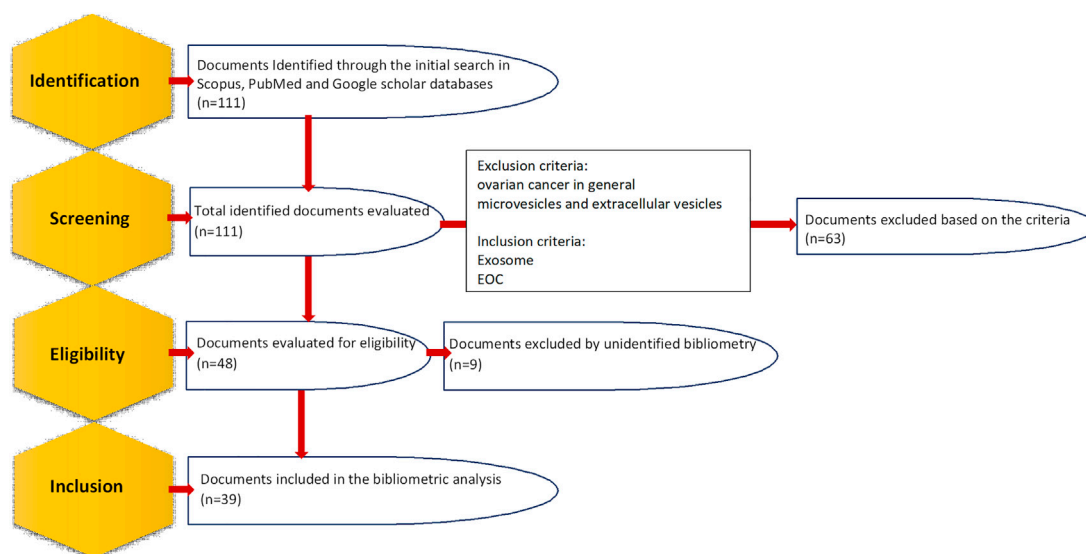 Identification
Documents Identified through the initial search in
Scopus, PubMed and Google scholar databases
(n=111)
Screening
Total identified documents evaluated
(n=111)
Exclusion criteria:
ovarian cancer in general
microvesicles and extracellular vesicles
Inclusion criteria:
Exosome
EOC
Documents excluded based on the criteria
(n=63)
Eligibility
Documents evaluated for eligibility
(n=48)
Documents excluded by unidentified bibliometry
(n=9)
Inclusion
Documents included in the bibliometric analysis
(n=39)